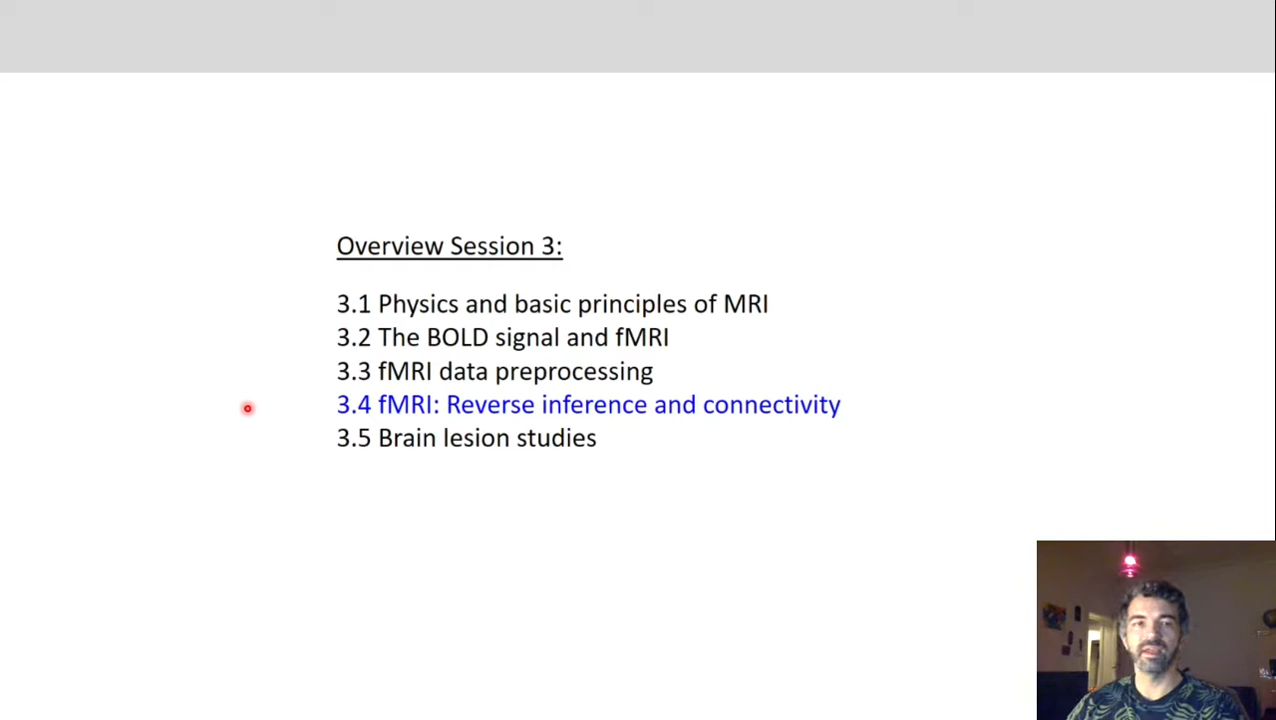 Overview Session 3:
3.1 Physics and basic principles of MRI
3.2 The BOLD signal and fMRI
3.3 fMRI data preprocessing
3.4 fMRI: Reverse inference and connectivity
3.5 Brain lesion studies